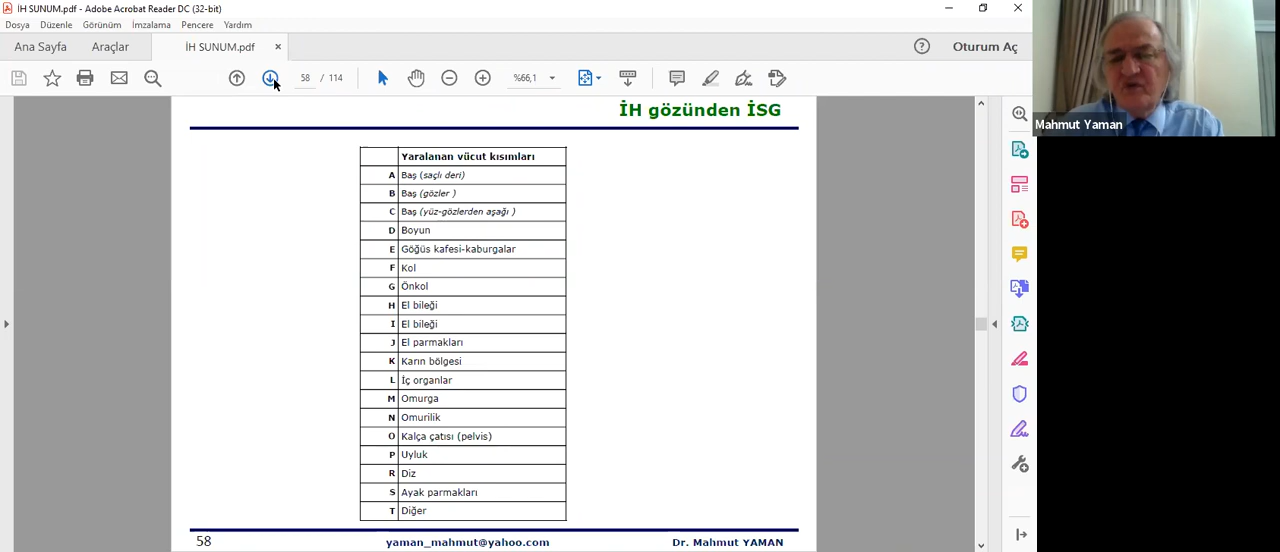 İH SUNUM.pdf - Adobe Acrobat Reader DC (32-bit)
Dosya Düzenle Görünüm İmzalama Pencere Yardım
Ana Sayfa Araçlar İH SUNUM.pdf × Oturum Aç
58 / 114 %66,1
İH gözünden İSG
Yaralanan vücut kısımları
A Baş (saçlı deri)
B Baş (gözler )
C Baş (yüz-gözlerden aşağı )
D Boyun
E Göğüs kafesi-kaburgalar
F Kol
G Önkol
H El bileği
I El bileği
J El parmakları
K Karın bölgesi
L İç organlar
M Omurga
N Omurilik
O Kalça çatısı (pelvis)
P Uyluk
R Diz
S Ayak parmakları
T Diğer
58 yaman_mahmut@yahoo.com Dr. Mahmut YAMAN
Mahmut Yaman